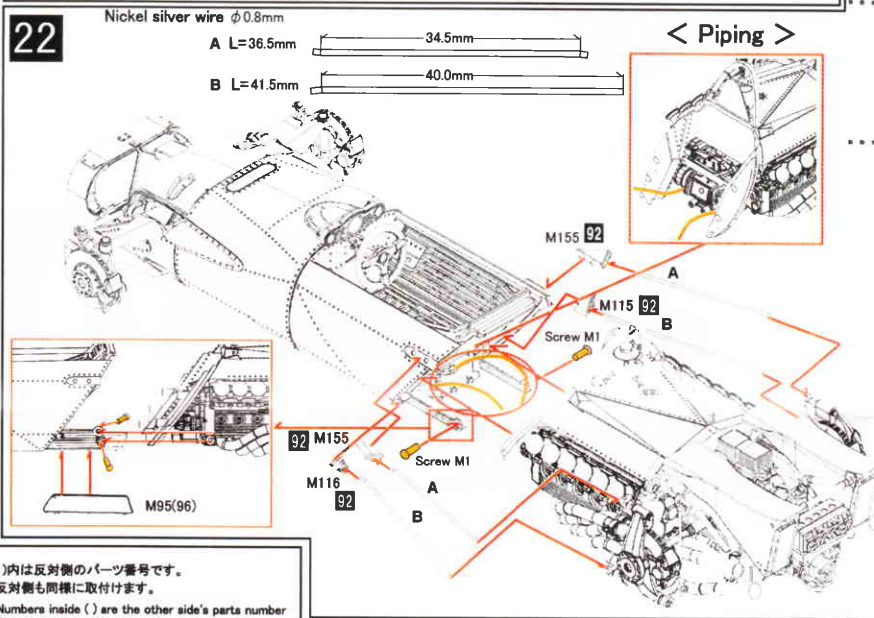 22
Nickel silver wire φ0.8mm
A L=36.5mm
34.5mm
B L=41.5mm
40.0mm
< Piping >
M155 92
A
M115 92
B
Screw M1
92 M155
M116
92
Screw M1
A
B
M95(96)
)内は反対側のパーツ番号です。
反対側も同様に取付けます。
Numbers inside ( ) are the other side's parts number